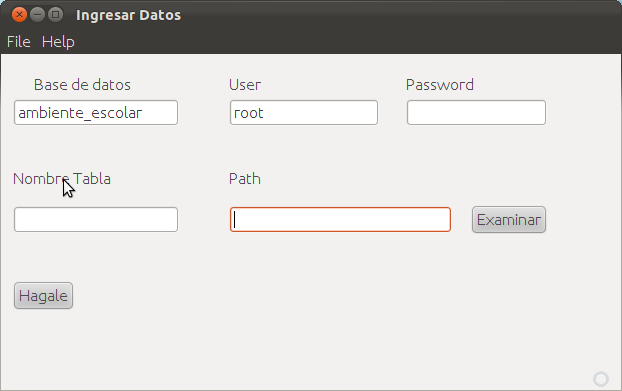 Ingresar Datos
File Help
Base de datos User Password
ambiente_escolar root
Nombre Tabla Path
Examinar
Hagale